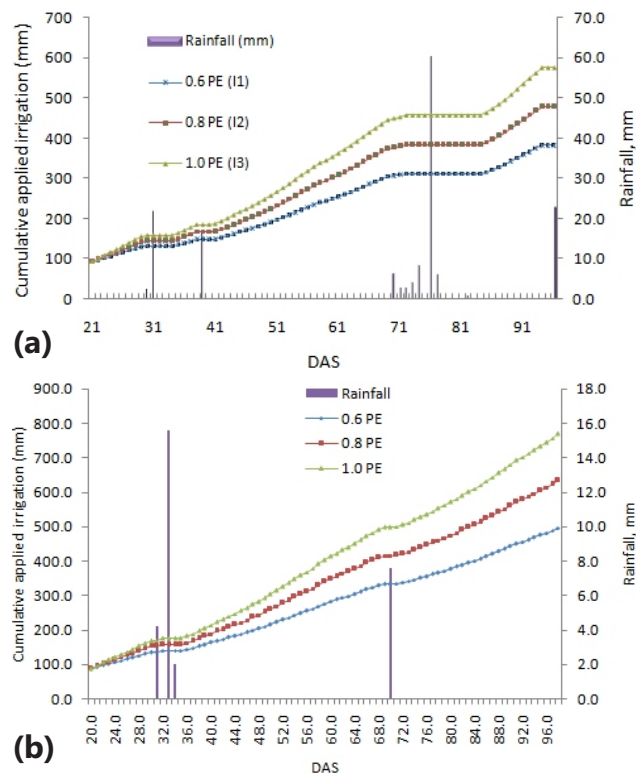 Cumulative applied irrigation (mm)
700
600
500
400
300
200
100
0
Rainfall (mm)
0.6 PE (I1)
0.8 PE (I2)
1.0 PE (I3)
70.0
60.0
50.0
40.0
30.0
20.0
10.0
0.0
Rainfall, mm
21 31 41 51 61 71 81 91
DAS
(a)
Cumulative applied irrigation (mm)
900.0
800.0
700.0
600.0
500.0
400.0
300.0
200.0
100.0
0.0
Rainfall
0.6 PE
0.8 PE
1.0 PE
18.0
16.0
14.0
12.0
10.0
8.0
6.0
4.0
2.0
0.0
Rainfall, mm
20.0 24.0 28.0 32.0 36.0 40.0 44.0 48.0 52.0 56.0 60.0 64.0 68.0 72.0 76.0 80.0 84.0 88.0 92.0 96.0
DAS
(b)